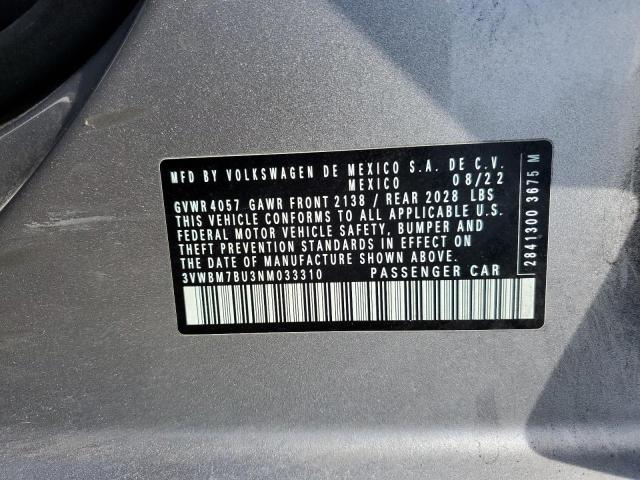 MFD BY VOLKSWAGEN DE MEXICO S.A. DE C.V.
MEXICO 08/22
GVWR 4057 GAWR FRONT 2138 / REAR 2028 LBS
THIS VEHICLE CONFORMS TO ALL APPLICABLE U.S.
FEDERAL MOTOR VEHICLE SAFETY, BUMPER AND
THEFT PREVENTION STANDARDS IN EFFECT ON
THE DATE OF MANUFACTURE SHOWN ABOVE.
3VWBM7BU3NM033310 PASSENGER CAR
2841300 3675 M